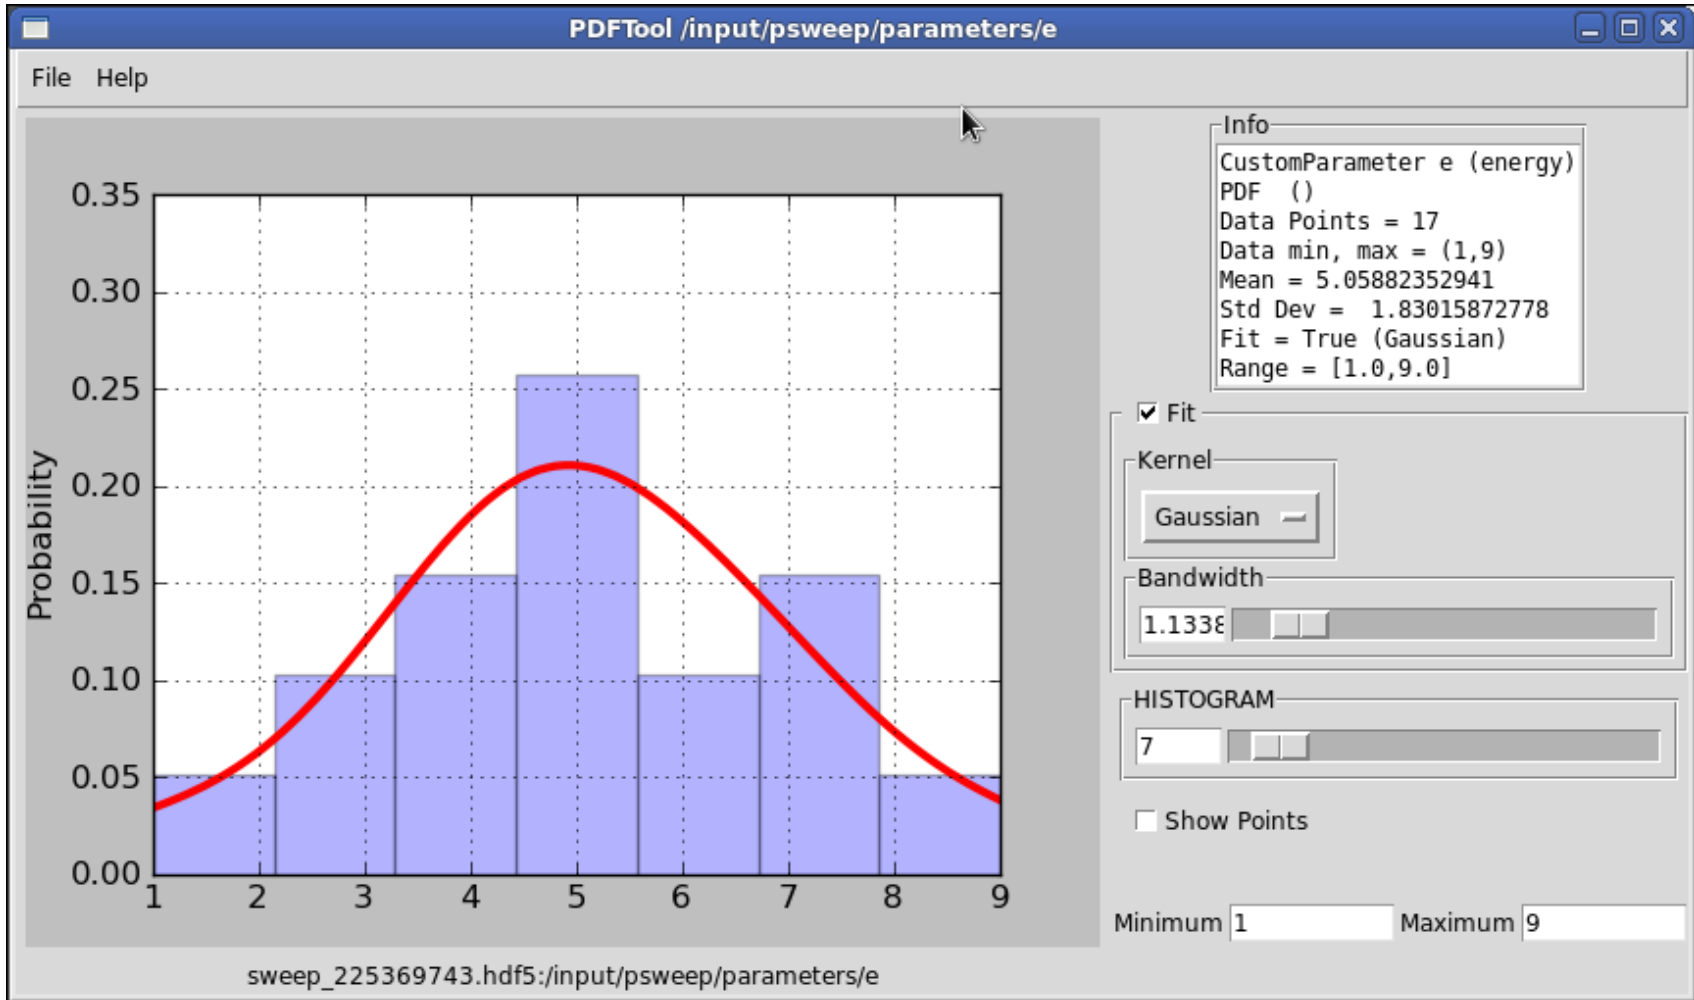 PDFTool /input/psweep/parameters/e
File Help
0.35
0.30
0.25
0.20
0.15
0.10
0.05
0.00
Probability
1 2 3 4 5 6 7 8 9
sweep_225369743.hdf5:/input/psweep/parameters/e
Info
CustomParameter e (energy)
PDF ()
Data Points = 17
Data min, max = (1,9)
Mean = 5.05882352941
Std Dev = 1.83015872778
Fit = True (Gaussian)
Range = [1.0,9.0]
Fit
Kernel
Gaussian
Bandwidth
1.1338
HISTOGRAM
7
Show Points
Minimum 1 Maximum 9